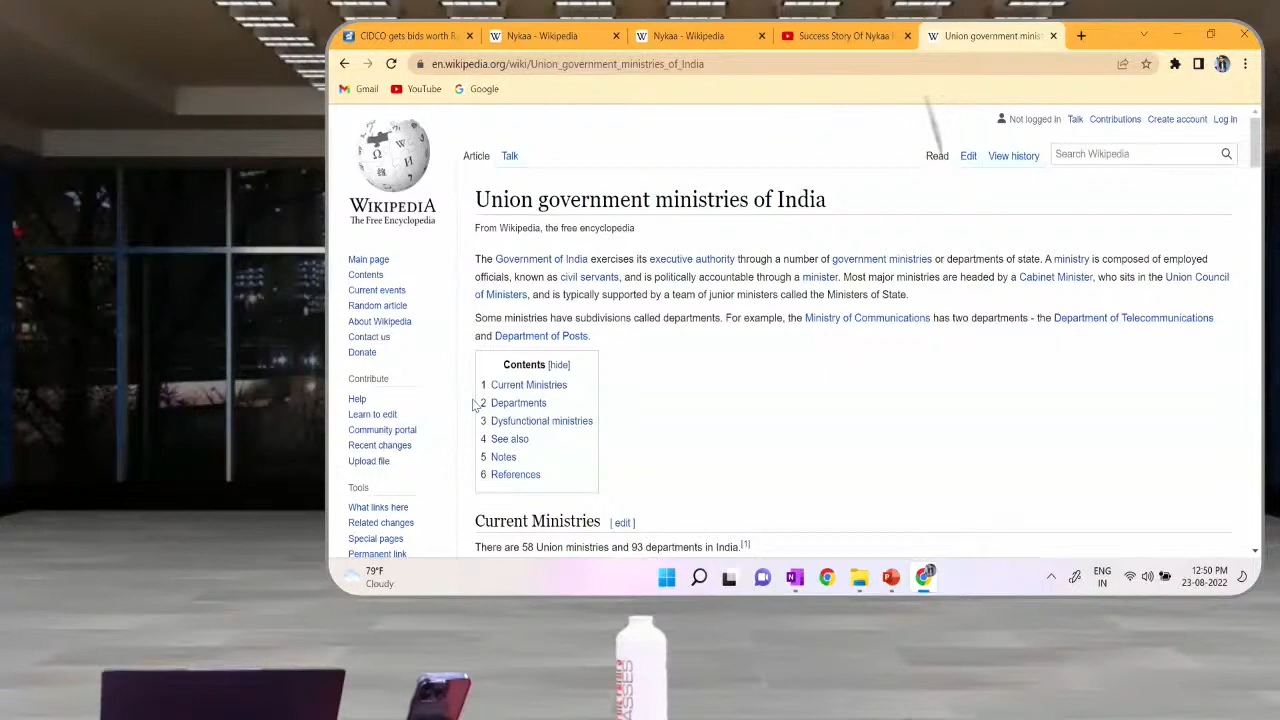 CIDCO gets bids worth R
Nykaa - Wikipedia
Nykaa - Wikipedia
Success Story Of Nykaa
Union government minis
en.wikipedia.org/wiki/Union_government_ministries_of_India
Gmail
YouTube
Google
Not logged in Talk Contributions Create account Log in
Article Talk
Read Edit View history
Search Wikipedia
WIKIPEDIA
The Free Encyclopedia
Main page
Contents
Current events
Random article
About Wikipedia
Contact us
Donate
Contribute
Help
Learn to edit
Community portal
Recent changes
Upload file
Tools
What links here
Related changes
Special pages
Permanent link
Union government ministries of India
From Wikipedia, the free encyclopedia
The Government of India exercises its executive authority through a number of government ministries or departments of state. A ministry is composed of employed
officials, known as civil servants, and is politically accountable through a minister. Most major ministries are headed by a Cabinet Minister, who sits in the Union Council
of Ministers, and is typically supported by a team of junior ministers called the Ministers of State.
Some ministries have subdivisions called departments. For example, the Ministry of Communications has two departments - the Department of Telecommunications
and Department of Posts.
Contents [hide]
1 Current Ministries
2 Departments
3 Dysfunctional ministries
4 See also
5 Notes
6 References
Current Ministries [ edit ]
There are 58 Union ministries and 93 departments in India.[1]
79°F
Cloudy
ENG
IN
12:50 PM
23-08-2022